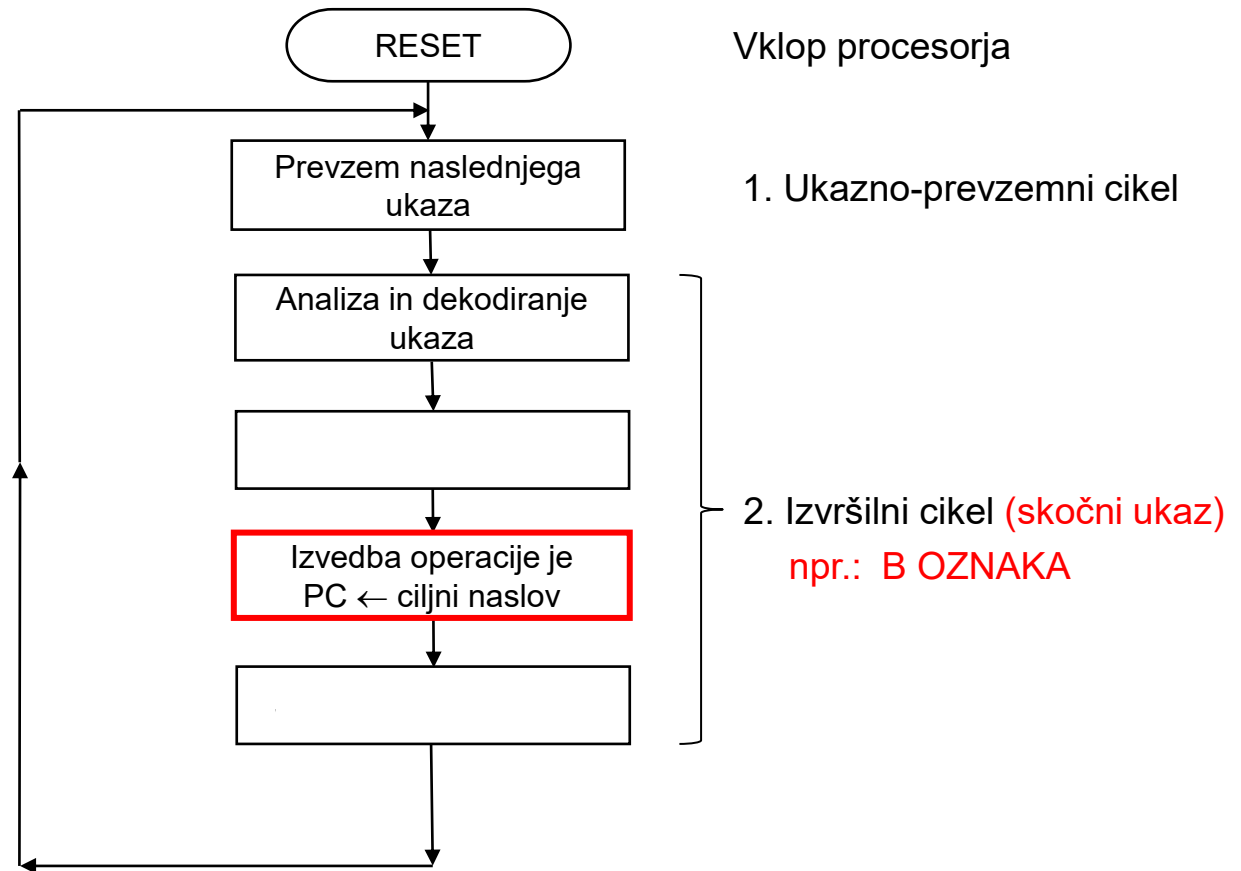 RESET
Vklop procesorja
Prevzem naslednjega
ukaza
1. Ukazno-prevzemni cikel
Analiza in dekodiranje
ukaza
2. Izvršilni cikel (skočni ukaz)
npr.: B OZNAKA
Izvedba operacije je
PC ← ciljni naslov